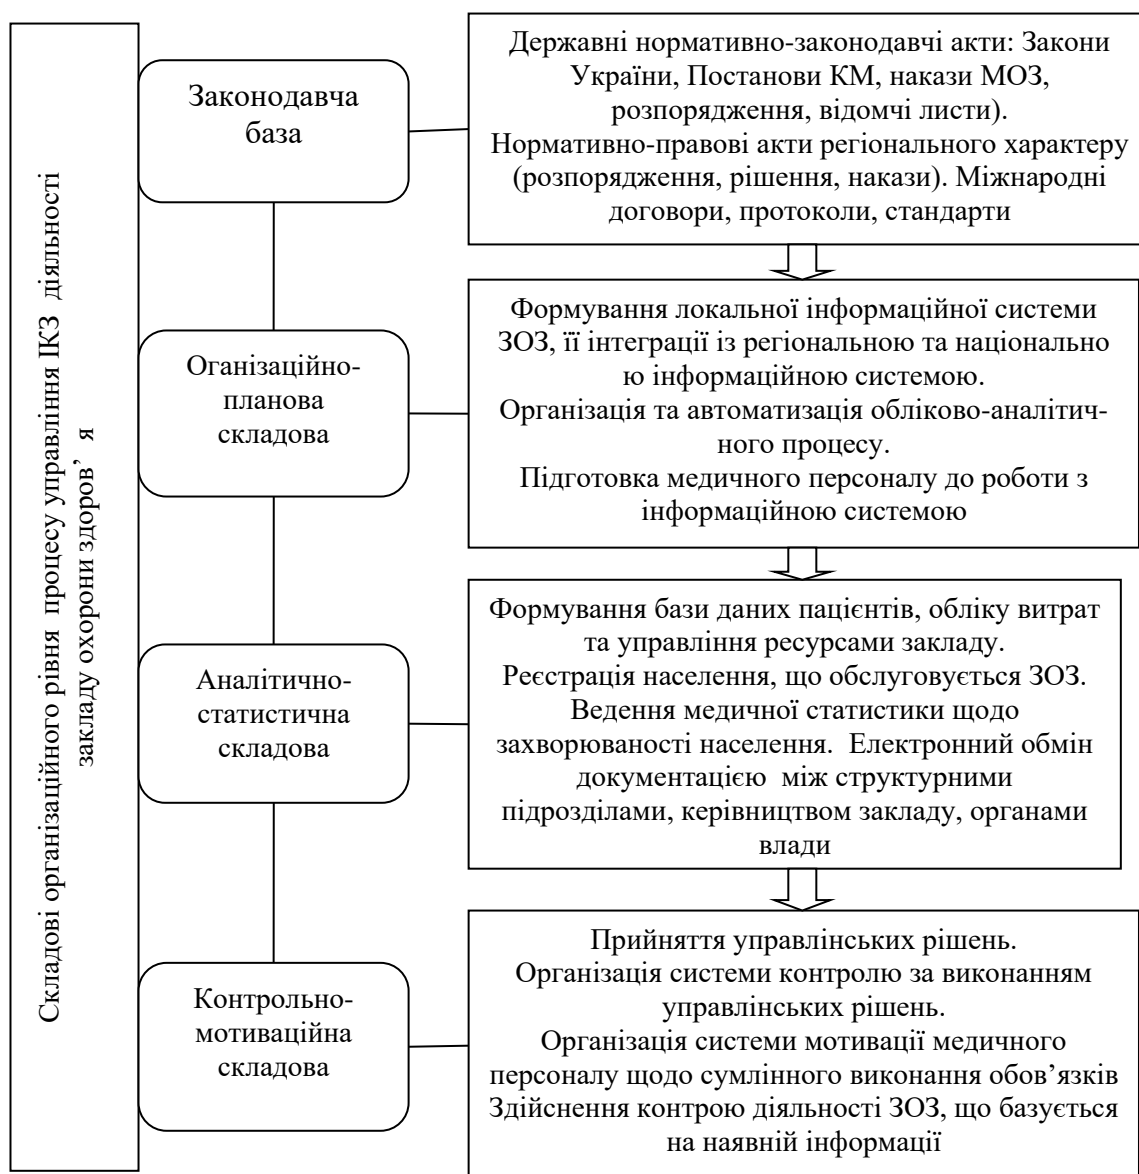 Складові організаційного рівня процесу управління ІКЗ діяльності
закладу охорони здоров’ я
Законодавча
база
Державні нормативно-законодавчі акти: Закони
України, Постанови КМ, накази МОЗ,
розпорядження, відомчі листи).
Нормативно-правові акти регіонального характеру
(розпорядження, рішення, накази). Міжнародні
договори, протоколи, стандарти
Оганізаційно-
планова
складова
Формування локальної інформаційної системи
ЗОЗ, її інтеграції із регіональною та національно
ю інформаційною системою.
Організація та автоматизація обліково-аналітич-
ного процесу.
Підготовка медичного персоналу до роботи з
інформаційною системою
Аналітично-
статистична
складова
Формування бази даних пацієнтів, обліку витрат
та управління ресурсами закладу.
Реєстрація населення, що обслуговується ЗОЗ.
Ведення медичної статистики щодо
захворюваності населення. Електронний обмін
документацією між структурними
підрозділами, керівництвом закладу, органами
влади
Контрольно-
мотиваційна
складова
Прийняття управлінських рішень.
Організація системи контролю за виконанням
управлінських рішень.
Організація системи мотивації медичного
персоналу щодо сумлінного виконання обов’язків
Здійснення контрою діяльності ЗОЗ, що базується
на наявній інформації